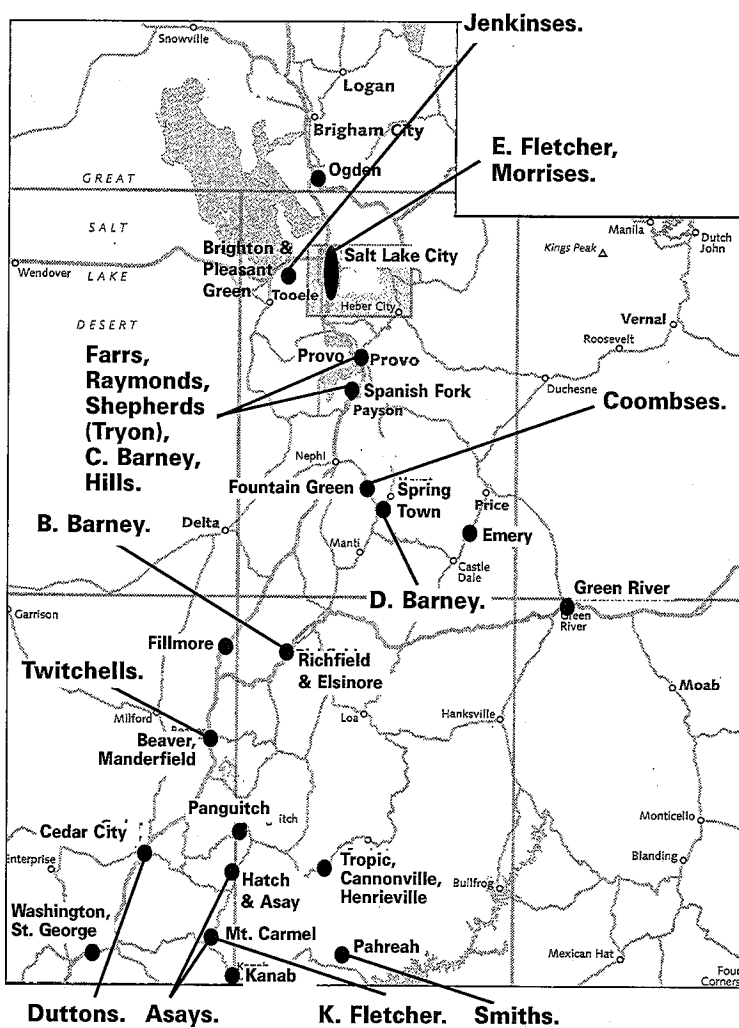 Jenkinses.
Snowville
Logan
Brigham City
E. Fletcher,
Morrises.
Ogden
GREAT
SALT
LAKE
DESERT
Manila
Dutch
John
Kings Peak
Wendover
Brighton &
Pleasant
Green
Tooele
Salt Lake City
Heber City
Vernal
Roosevelt
Duchesne
Provo
Provo
Farrs,
Raymonds,
Shepherds
(Tryon),
C. Barney,
Hills.
Spanish Fork
Payson
Coombses.
Nephi
Fountain Green
Spring
Town
Price
B. Barney.
Delta
Manti
Emery
Castle
Dale
D. Barney.
Green River
Green
River
Garrison
Fillmore
Richfield
& Elsinore
Twitchells.
Moab
Milford
Loa
Hanksville
Beaver,
Manderfield
Panguitch
itch
Cedar City
Monticello
Enterprise
Tropic,
Cannonville,
Henrieville
Blanding
Hatch
& Asay
Bullfrog
Washington,
St. George
Mt. Carmel
Pahreah
Mexican Hat
Kanab
Four
Corners
Duttons.
Asays.
K. Fletcher.
Smiths.